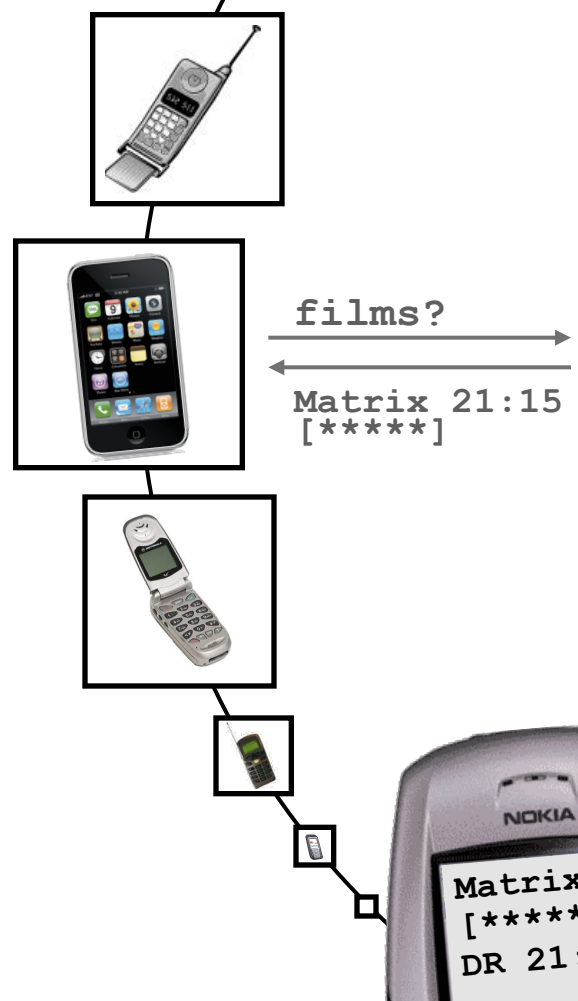 films?
Matrix 21:15
[*****]
NOKIA
Matrix
[*****
DR 21: